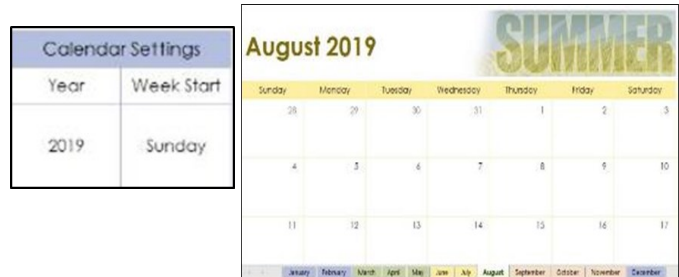 Calendar Settings
Year Week Start
2019 Sunday
August 2019
SUMMER
Sunday Monday Tuesday Wednesday Thursday Friday Saturday
28 29 30 31 1 2 3
4 5 6 7 8 9 10
11 12 13 14 15 16 17
January February March April May June July August September October November December